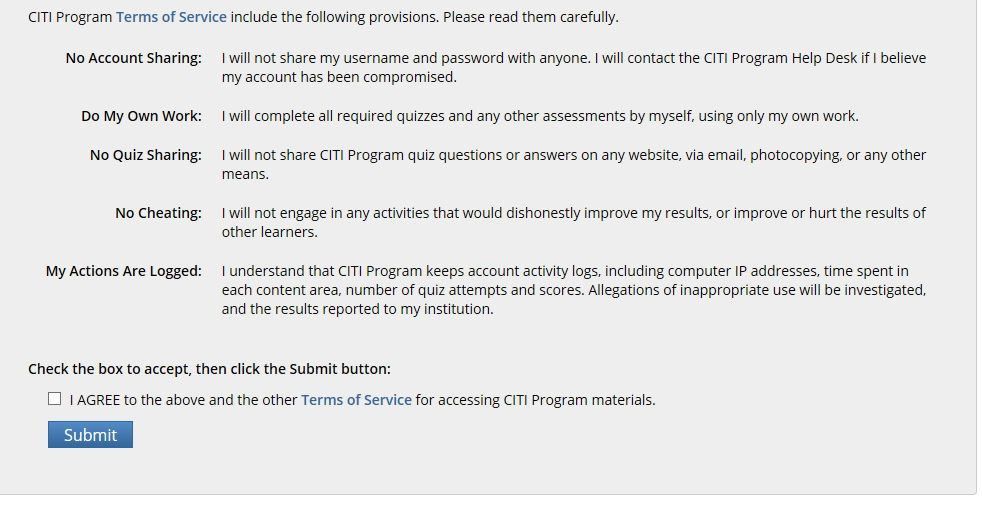 CITI Program Terms of Service include the following provisions. Please read them carefully.
No Account Sharing: I will not share my username and password with anyone. I will contact the CITI Program Help Desk if I believe
my account has been compromised.
Do My Own Work: I will complete all required quizzes and any other assessments by myself, using only my own work.
No Quiz Sharing: I will not share CITI Program quiz questions or answers on any website, via email, photocopying, or any other
means.
No Cheating: I will not engage in any activities that would dishonestly improve my results, or improve or hurt the results of
other learners.
My Actions Are Logged: I understand that CITI Program keeps account activity logs, including computer IP addresses, time spent in
each content area, number of quiz attempts and scores. Allegations of inappropriate use will be investigated,
and the results reported to my institution.
Check the box to accept, then click the Submit button:
I AGREE to the above and the other Terms of Service for accessing CITI Program materials.
Submit